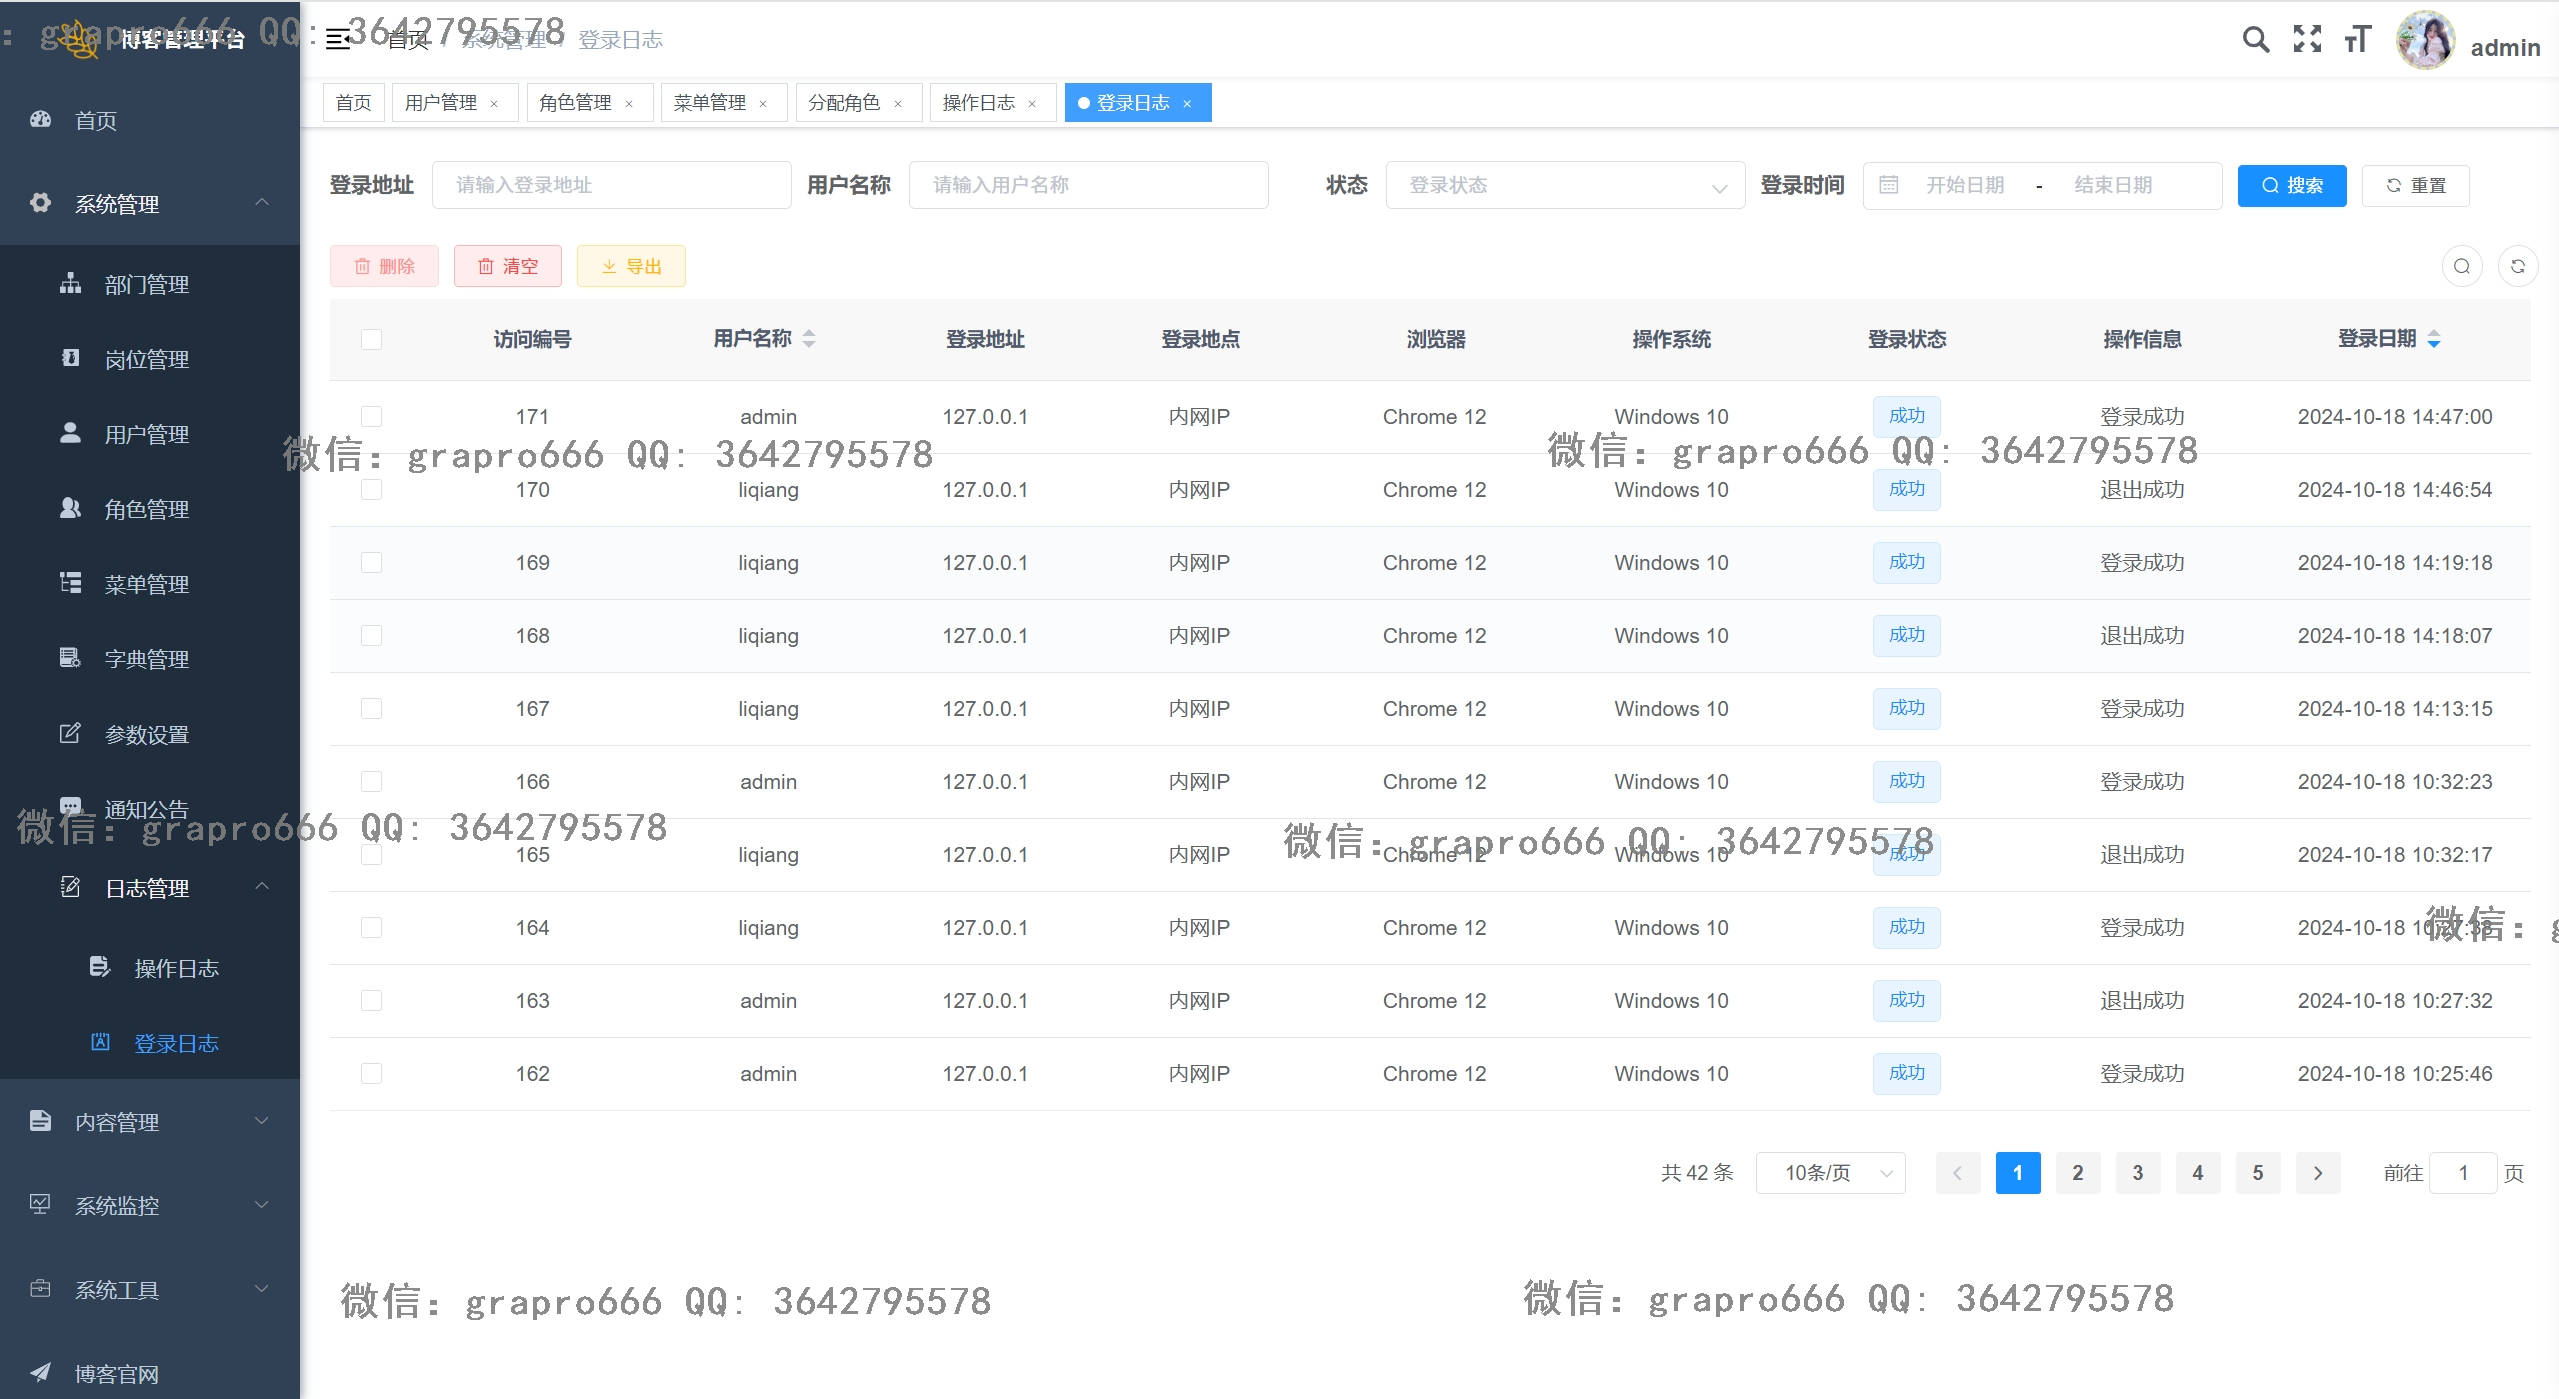 博客管理平台
首页 / 系统管理 / 登录日志
admin
首页
用户管理 ×
角色管理 ×
菜单管理 ×
分配角色 ×
操作日志 ×
登录日志 ×
首页
系统管理
部门管理
岗位管理
用户管理
角色管理
菜单管理
字典管理
参数设置
通知公告
日志管理
操作日志
登录日志
内容管理
系统监控
系统工具
博客官网
登录地址 请输入登录地址 用户名称 请输入用户名称 状态 登录状态 登录时间 开始日期 - 结束日期 搜索 重置
删除 清空 导出
访问编号 用户名称 登录地址 登录地点 浏览器 操作系统 登录状态 操作信息 登录日期
171 admin 127.0.0.1 内网IP Chrome 12 Windows 10 成功 登录成功 2024-10-18 14:47:00
170 liqiang 127.0.0.1 内网IP Chrome 12 Windows 10 成功 退出成功 2024-10-18 14:46:54
169 liqiang 127.0.0.1 内网IP Chrome 12 Windows 10 成功 登录成功 2024-10-18 14:19:18
168 liqiang 127.0.0.1 内网IP Chrome 12 Windows 10 成功 退出成功 2024-10-18 14:18:07
167 liqiang 127.0.0.1 内网IP Chrome 12 Windows 10 成功 登录成功 2024-10-18 14:13:15
166 admin 127.0.0.1 内网IP Chrome 12 Windows 10 成功 登录成功 2024-10-18 10:32:23
165 liqiang 127.0.0.1 内网IP Chrome 12 Windows 10 成功 退出成功 2024-10-18 10:32:17
164 liqiang 127.0.0.1 内网IP Chrome 12 Windows 10 成功 登录成功 2024-10-18
163 admin 127.0.0.1 内网IP Chrome 12 Windows 10 成功 退出成功 2024-10-18 10:27:32
162 admin 127.0.0.1 内网IP Chrome 12 Windows 10 成功 登录成功 2024-10-18 10:25:46
共 42 条 10条/页 1 2 3 4 5 前往 1 页
: grapro666 QQ: 3642795578
微信: grapro666 QQ: 3642795578
微信: grapro666 QQ: 3642795578
微信: grapro666 QQ: 3642795578
微信: grapro666 QQ: 3642795578
微信: g
微信: grapro666 QQ: 3642795578
微信: grapro666 QQ: 3642795578